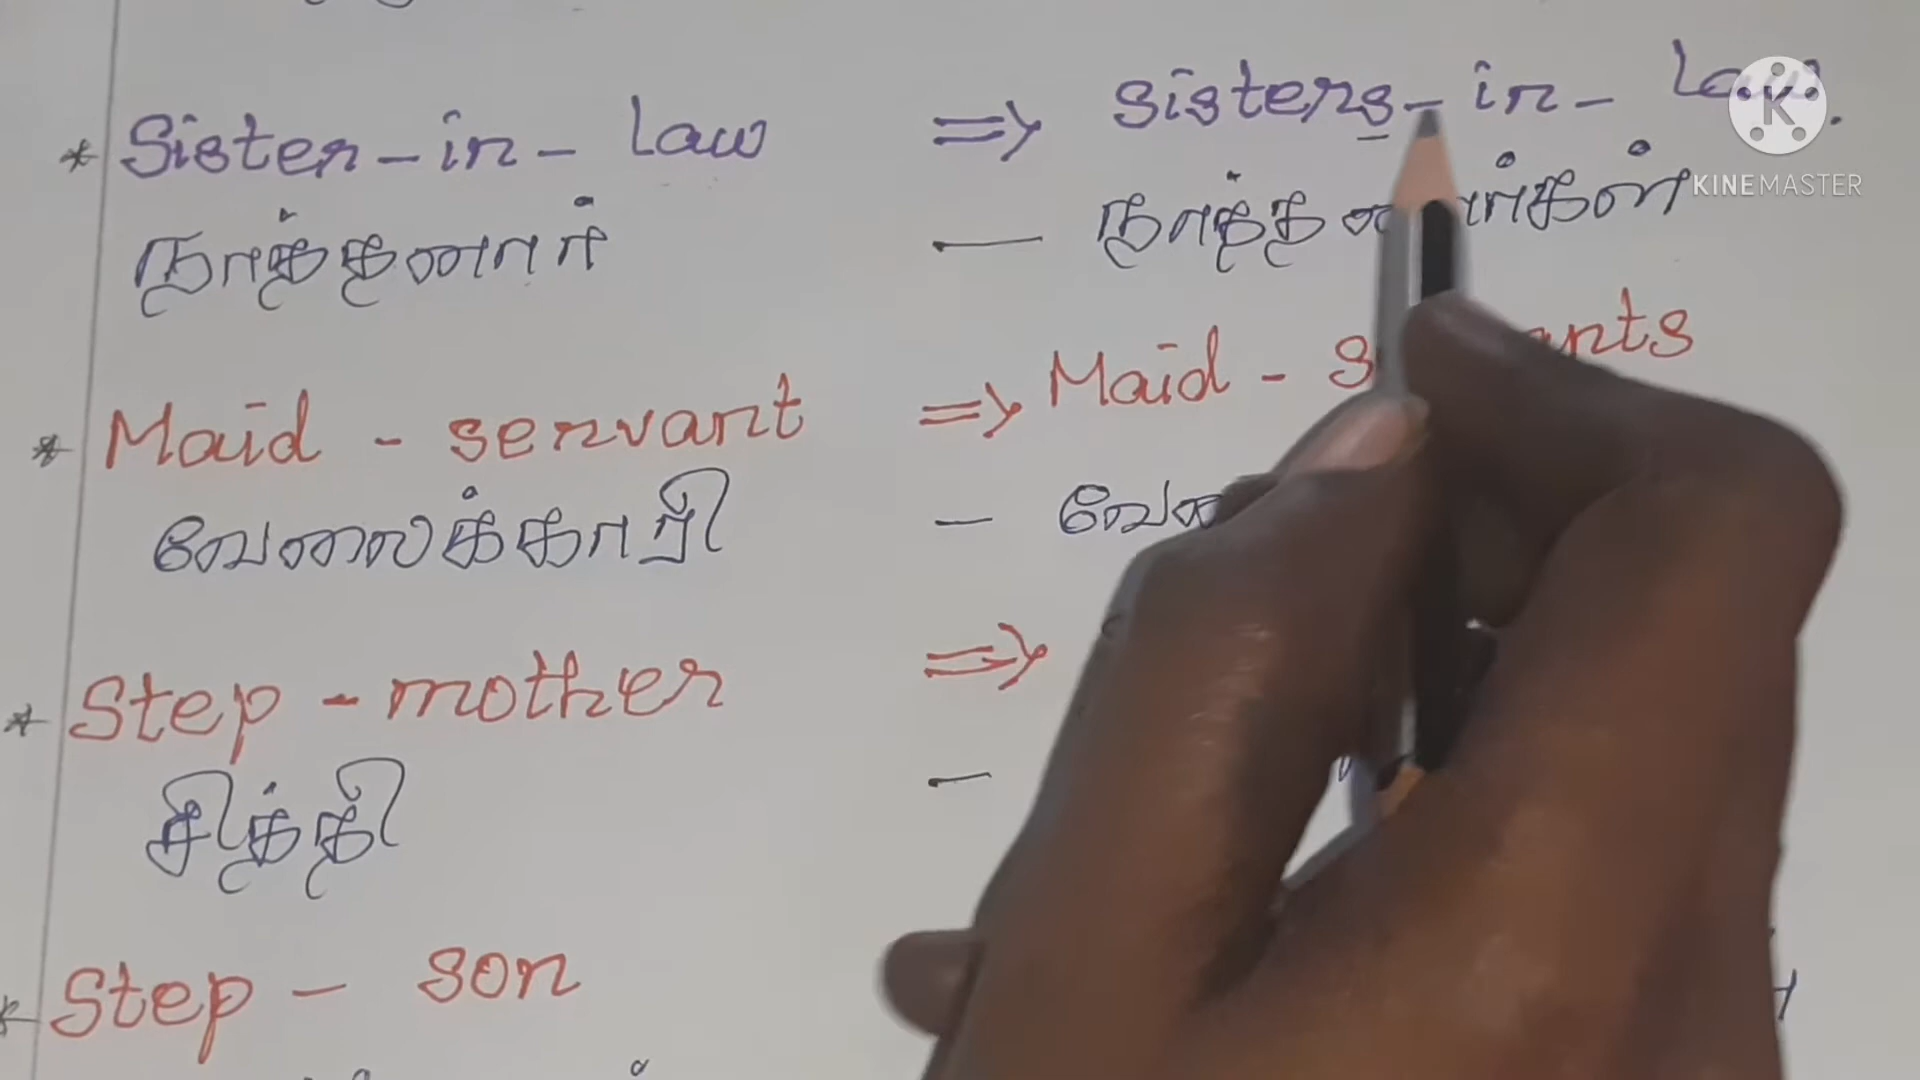 * Sister-in-law => Sisters-in-law.
நாத்தனார் —
* Maid - servant => Maid -
வேலைக்காரி -
* Step-mother =>
சித்தி -
* Step - son
KINEMASTER